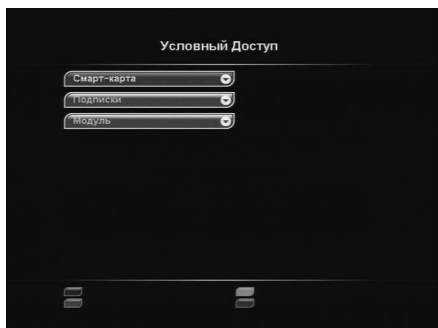 Условный Доступ
Смарт-карта
Подписки
Модуль